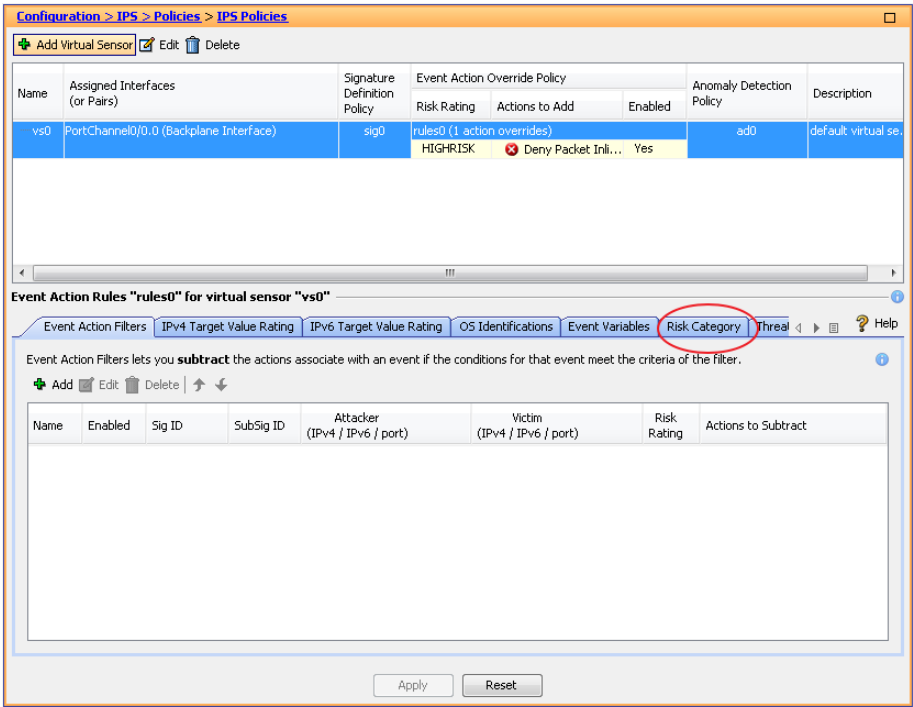 Configuration > IPS > Policies > IPS Policies
Add Virtual Sensor Edit Delete
Name
Assigned Interfaces
(or Pairs)
Signature
Definition
Policy
Event Action Override Policy
Risk Rating Actions to Add Enabled
Anomaly Detection
Policy
Description
vs0 PortChannel0/0.0 (Backplane Interface) sig0 rules0 (1 action overrides) ad0 default virtual se...
HIGHRISK Deny Packet Inli... Yes
Event Action Rules "rules0" for virtual sensor "vs0"
Event Action Filters IPv4 Target Value Rating IPv6 Target Value Rating OS Identifications Event Variables Risk Category Threat Help
Event Action Filters lets you subtract the actions associate with an event if the conditions for that event meet the criteria of the filter.
Add Edit Delete
Name Enabled Sig ID SubSig ID
Attacker
(IPv4 / IPv6 / port)
Victim
(IPv4 / IPv6 / port)
Risk
Rating
Actions to Subtract
Apply Reset